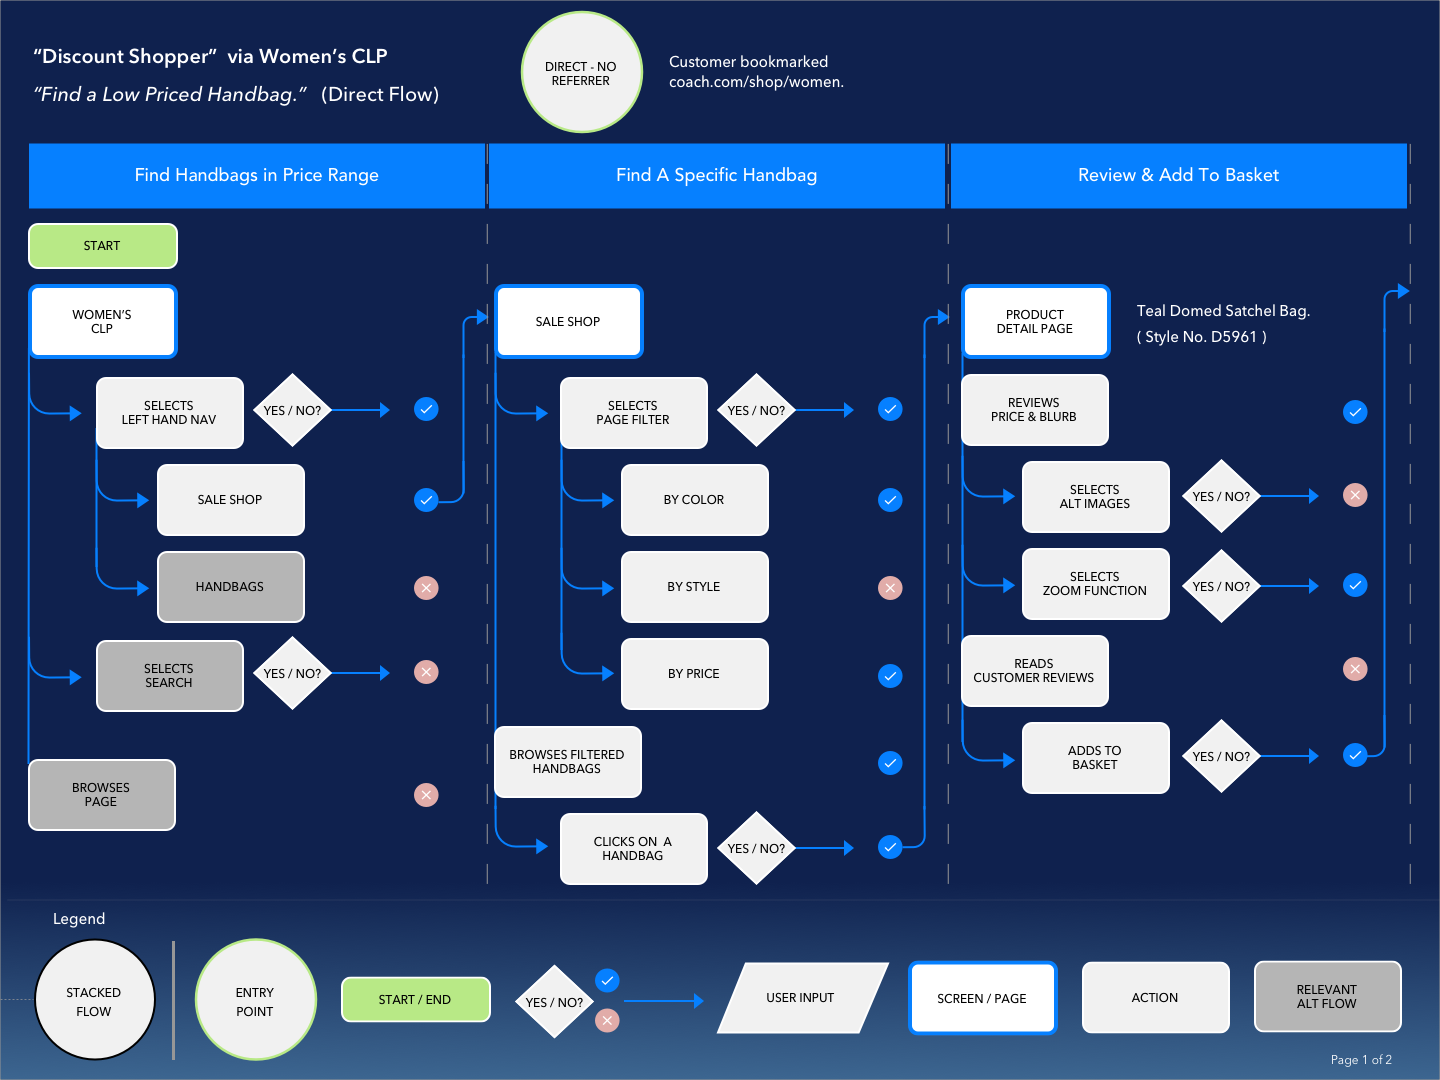 “Discount Shopper”  via Women’s CLP
“Find a Low Priced Handbag.”   (Direct Flow)
DIRECT - NO
REFERRER
Customer bookmarked
coach.com/shop/women.
Find Handbags in Price Range
Find A Specific Handbag
Review & Add To Basket
START
WOMEN’S
CLP
SELECTS
LEFT HAND NAV
YES / NO?
SALE SHOP
HANDBAGS
SELECTS
SEARCH
YES / NO?
BROWSES
PAGE
SALE SHOP
SELECTS
PAGE FILTER
YES / NO?
BY COLOR
BY STYLE
BY PRICE
BROWSES FILTERED
HANDBAGS
CLICKS ON  A
HANDBAG
YES / NO?
PRODUCT
DETAIL PAGE
Teal Domed Satchel Bag.
( Style No. D5961 )
REVIEWS
PRICE & BLURB
SELECTS
ALT IMAGES
YES / NO?
SELECTS
ZOOM FUNCTION
YES / NO?
READS
CUSTOMER REVIEWS
ADDS TO
BASKET
YES / NO?
Legend
STACKED
FLOW
ENTRY
POINT
START / END
YES / NO?
USER INPUT
SCREEN / PAGE
ACTION
RELEVANT
ALT FLOW
Page 1 of 2